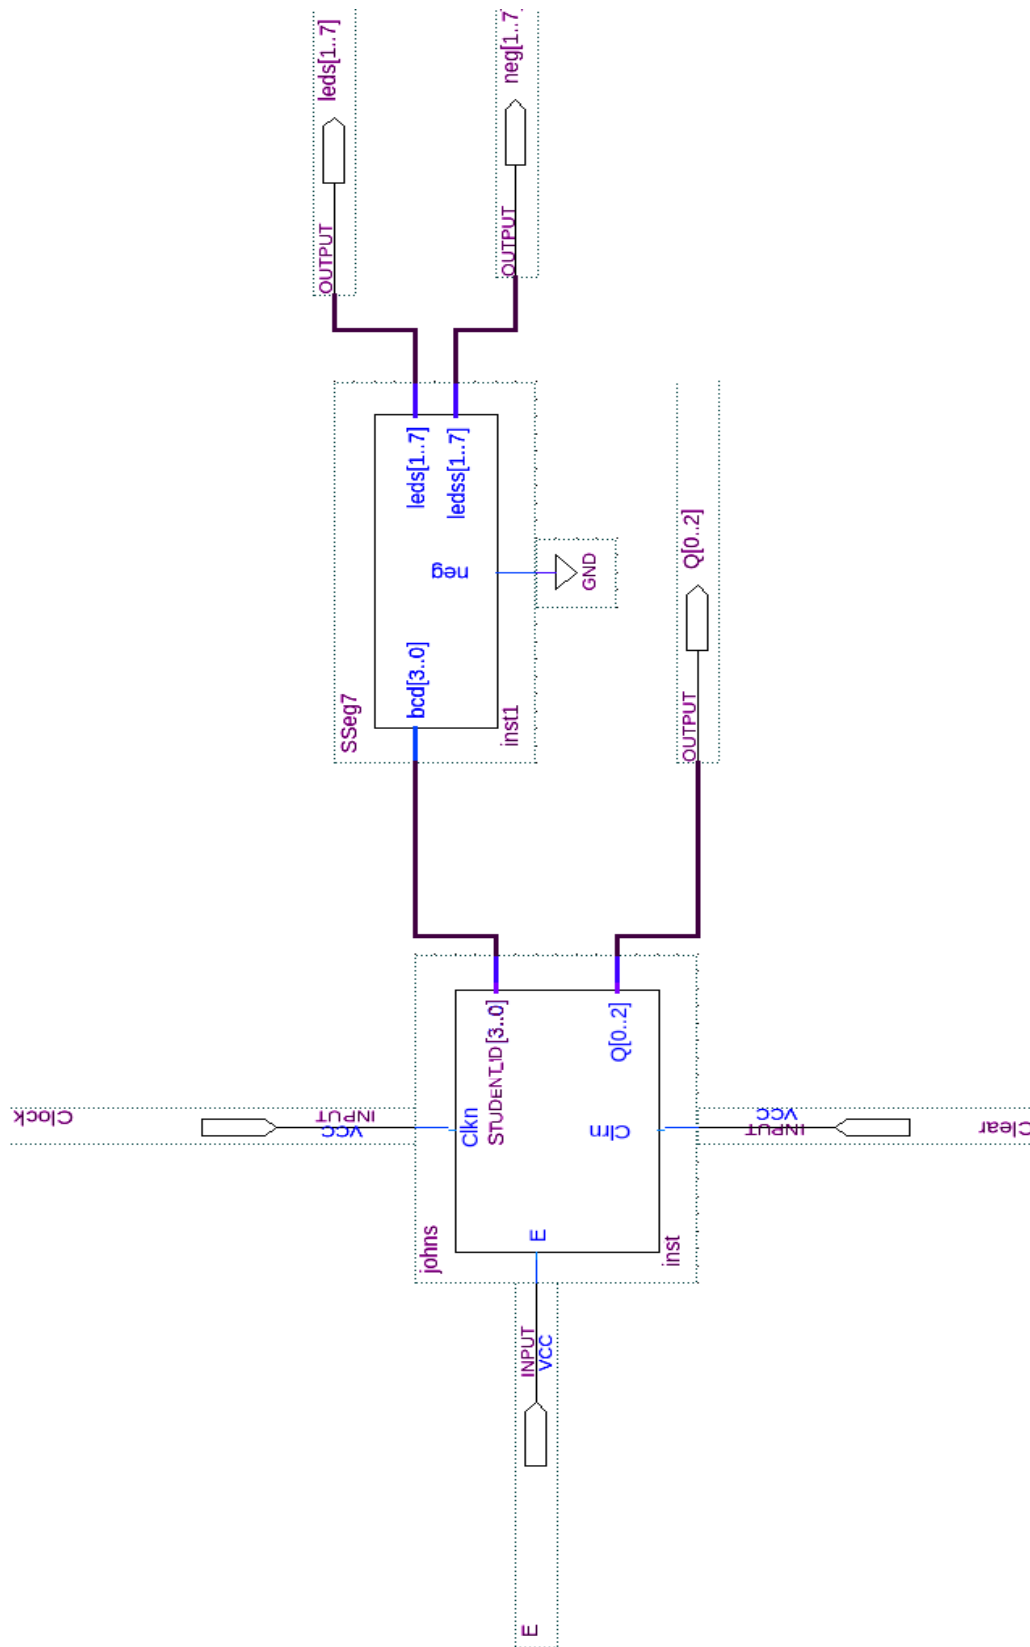 leds[1..7]
OUTPUT
neg[1..7
OUTPUT
SSeg7
leds[1..7]
ledss[1..7]
neg
bcd[3..0]
inst1
GND
Q[0..2]
OUTPUT
johns
STUDENT_ID[3..0]
Q[0..2]
Clkn
Clrn
E
inst
Clock
INPUT
VCC
Clear
INPUT
VCC
INPUT
VCC
E